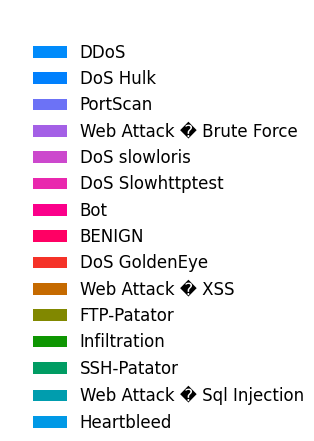 DDoS
DoS Hulk
PortScan
Web Attack � Brute Force
DoS slowloris
DoS Slowhttptest
Bot
BENIGN
DoS GoldenEye
Web Attack � XSS
FTP-Patator
Infiltration
SSH-Patator
Web Attack � Sql Injection
Heartbleed